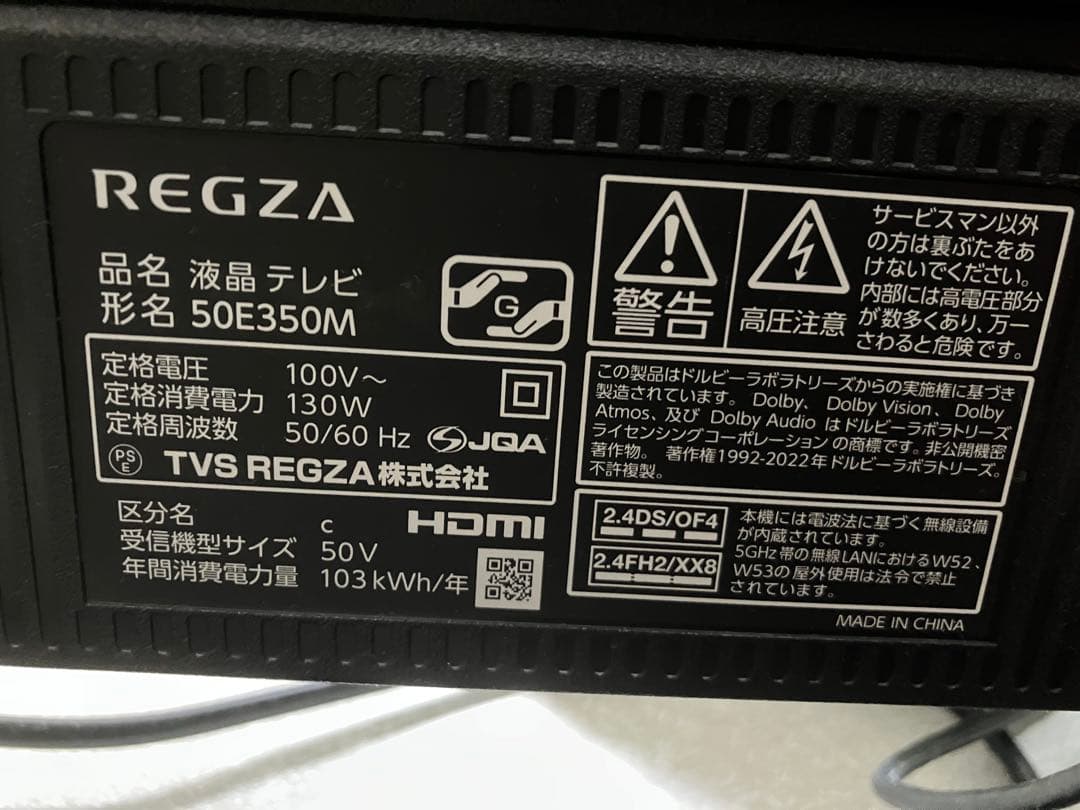 REGZA
品名 液晶テレビ
形名 50E350M
G
定格電圧 100V～
定格消費電力 130W
定格周波数 50/60 Hz
JQA
PS
E
TVS REGZA株式会社
区分名 c
受信機型サイズ 50V
年間消費電力量 103kWh/年
HDMI
警告
高圧注意
サービスマン以外
の方は裏ぶたをあ
けないでください。
内部には高電圧部分
が数多くあり、万一
さわると危険です。
この製品はドルビーラボラトリーズからの実施権に基づき
製造されています。 Dolby、 Dolby Vision、 Dolby
Atmos、及び Dolby Audio はドルビーラボラトリーズ
ライセンシングコーポレーションの商標です。非公開機密
著作物。 著作権1992-2022年ドルビーラボラトリーズ。
不許複製。
2.4DS/OF4
2.4FH2/XX8
本機には電波法に基づく無線設備
が内蔵されています。
5GHz帯の無線LANにおけるW52、
W53の屋外使用は法令で禁止
されています。
MADE IN CHINA